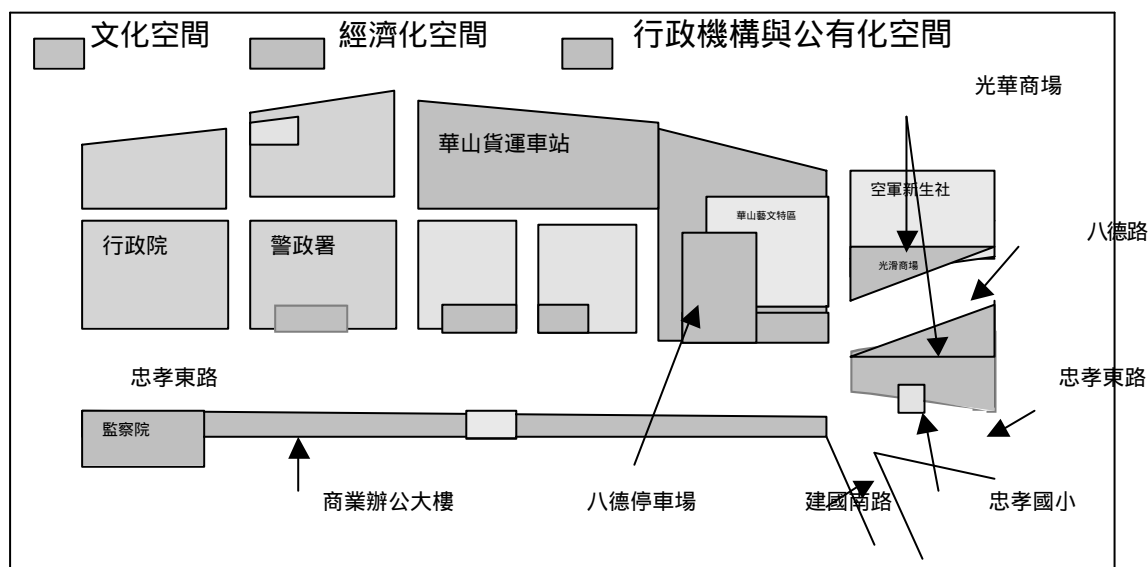 文化空間 經濟化空間 行政機構與公有化空間
光華商場
華山貨運車站
空軍新生社
華山藝文特區
行政院
警政署
八德路
光滑商場
忠孝東路
忠孝東路
監察院
商業辦公大樓
八德停車場
建國南路
忠孝國小